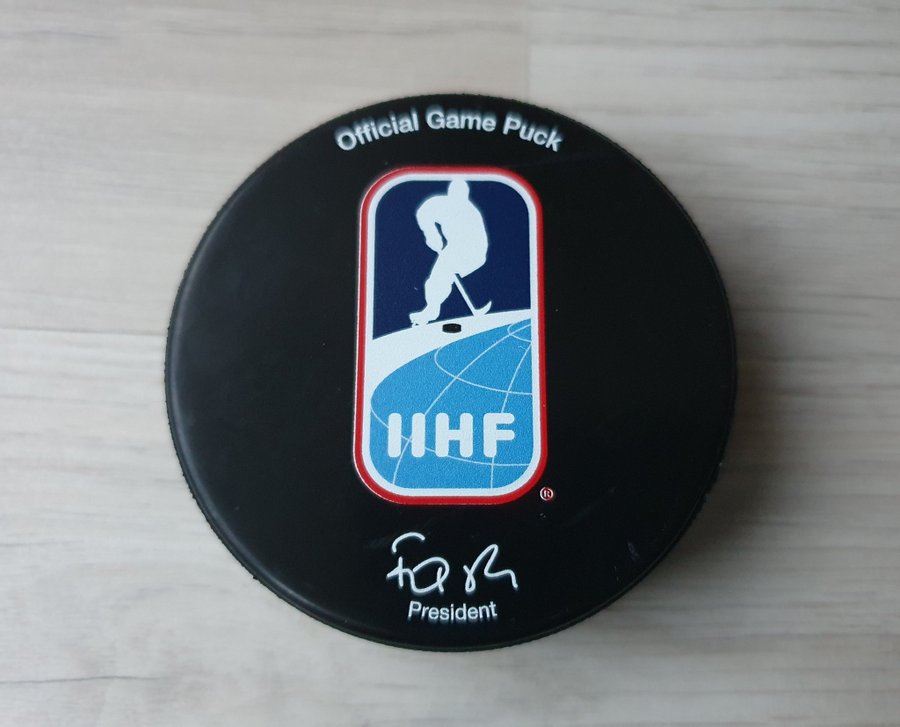 Official Game Puck
IIHF
®
President